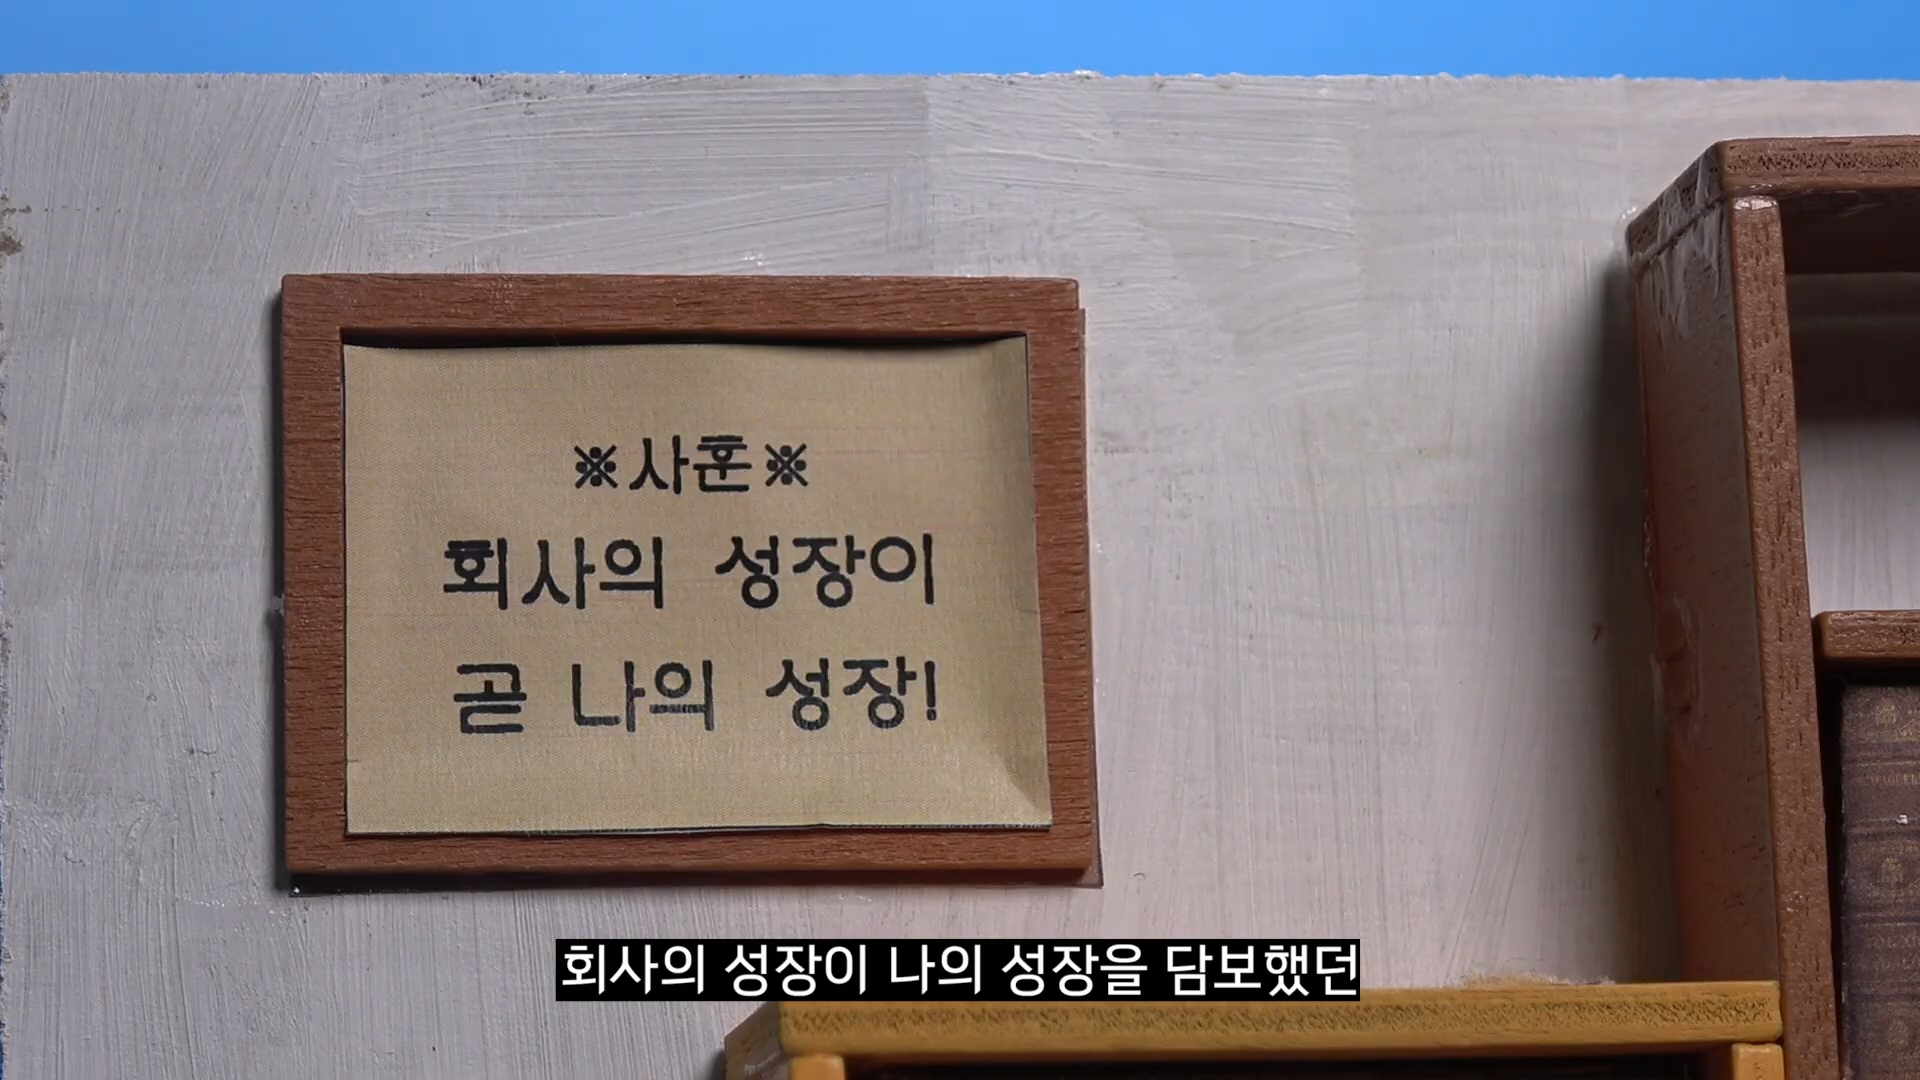 ※사훈※
회사의 성장이
곧 나의 성장!
회사의 성장이 나의 성장을 담보했던